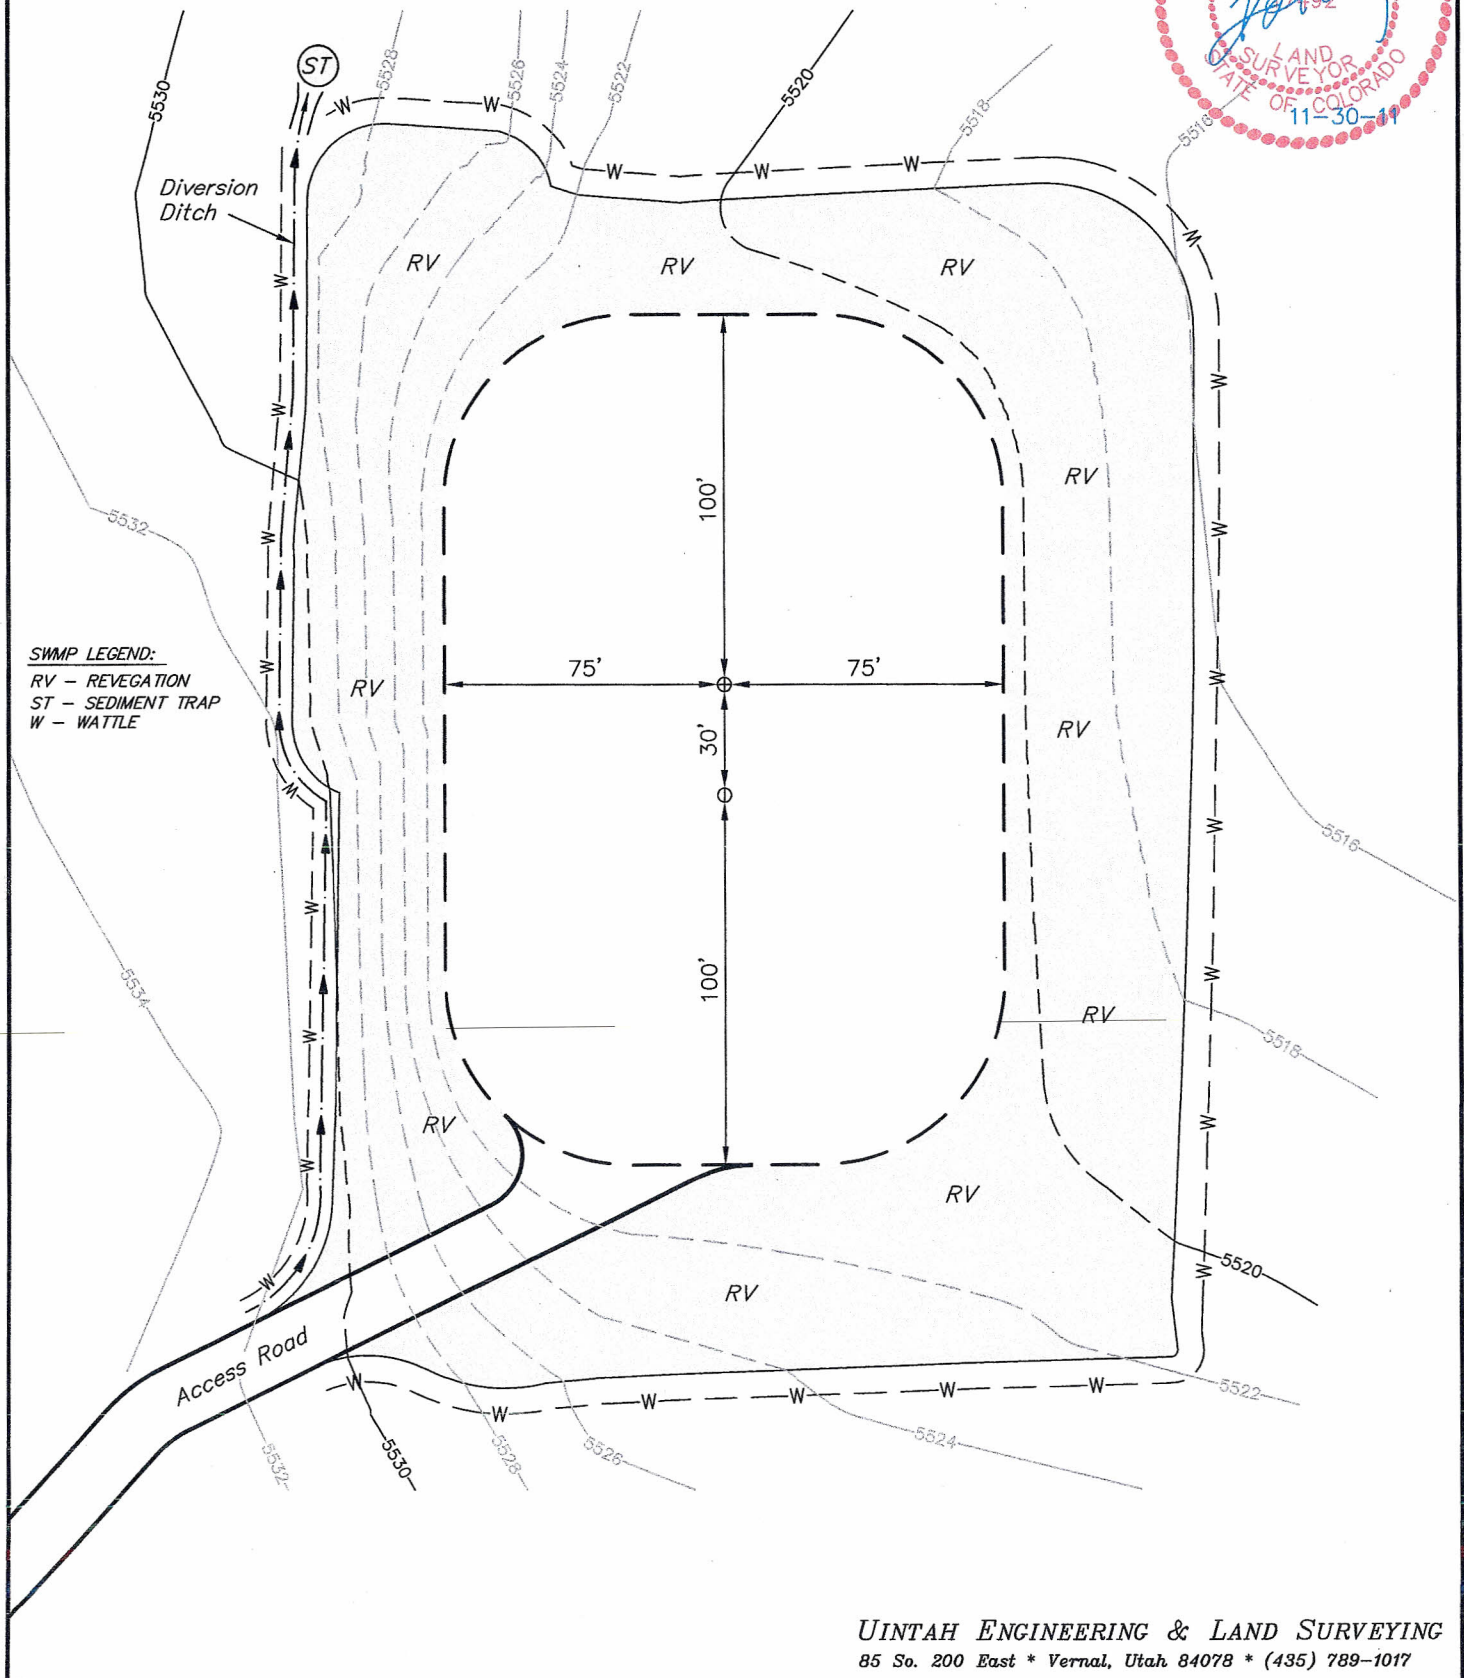 ST
5530
5528
5526
5524
5522
5520
5518
5516
LAND
SURVEYOR
STATE OF COLORADO
11-30-11
W
W
W
W
W
Diversion
Ditch
W
RV
RV
RV
W
W
W
100'
RV
5532
W
W
SWMP LEGEND:
RV - REVEGATION
ST - SEDIMENT TRAP
W - WATTLE
W
75'
75'
W
RV
30'
RV
W
W
5516
W
100'
W
5534
W
RV
5518
RV
W
W
RV
W
5520
W
RV
Access Road
W
W
W
W
W
W
5522
5524
5532
5530
5528
5526
UINTAH ENGINEERING & LAND SURVEYING
85 So. 200 East * Vernal, Utah 84078 * (435) 789-1017